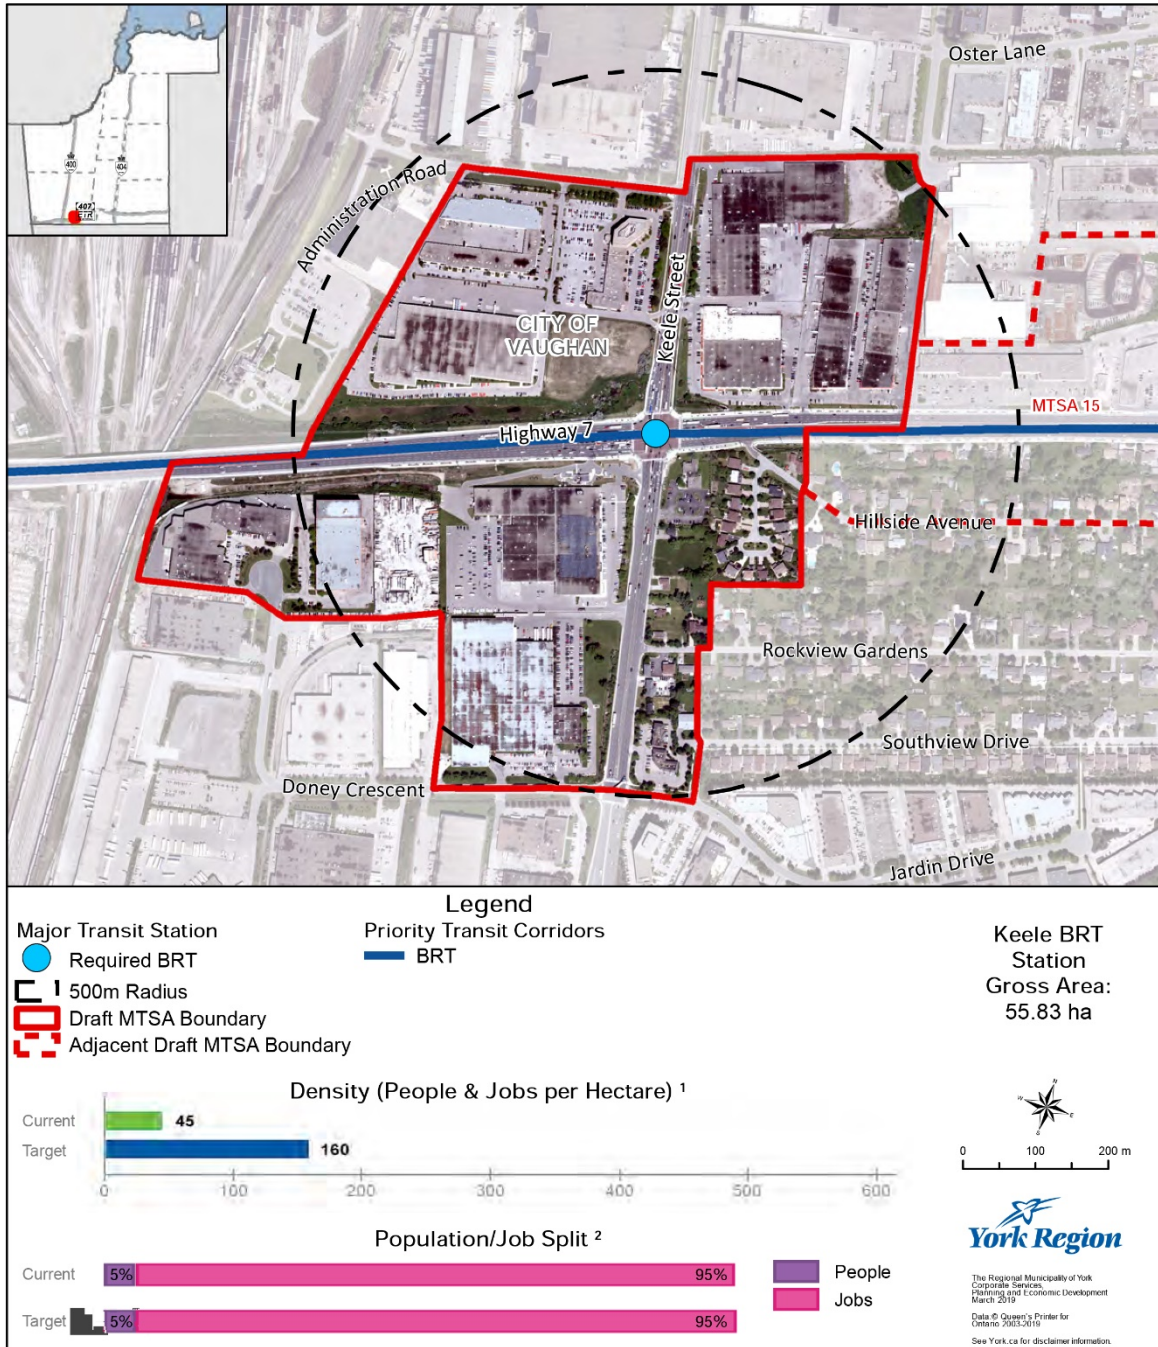 Oster Lane
400
404
407
ETR
Administration Road
Keele Street
CITY OF
VAUGHAN
MTSA 15
Highway 7
Hillside Avenue
Rockview Gardens
Southview Drive
Doney Crescent
Jardin Drive
Legend
Major Transit Station
Required BRT
500m Radius
Draft MTSA Boundary
Adjacent Draft MTSA Boundary
Priority Transit Corridors
BRT
Keele BRT
Station
Gross Area:
55.83 ha
Density (People & Jobs per Hectare) ¹
Current 45
Target 160
0 100 200 300 400 500 600
N
W
E
S
0 100 200 m
Population/Job Split ²
Current 5% 95%
Target 5% 95%
People
Jobs
York Region
The Regional Municipality of York
Corporate Services,
Planning and Economic Development
March 2019
Data:© Queen's Printer for
Ontario 2003-2019
See York.ca for disclaimer information.